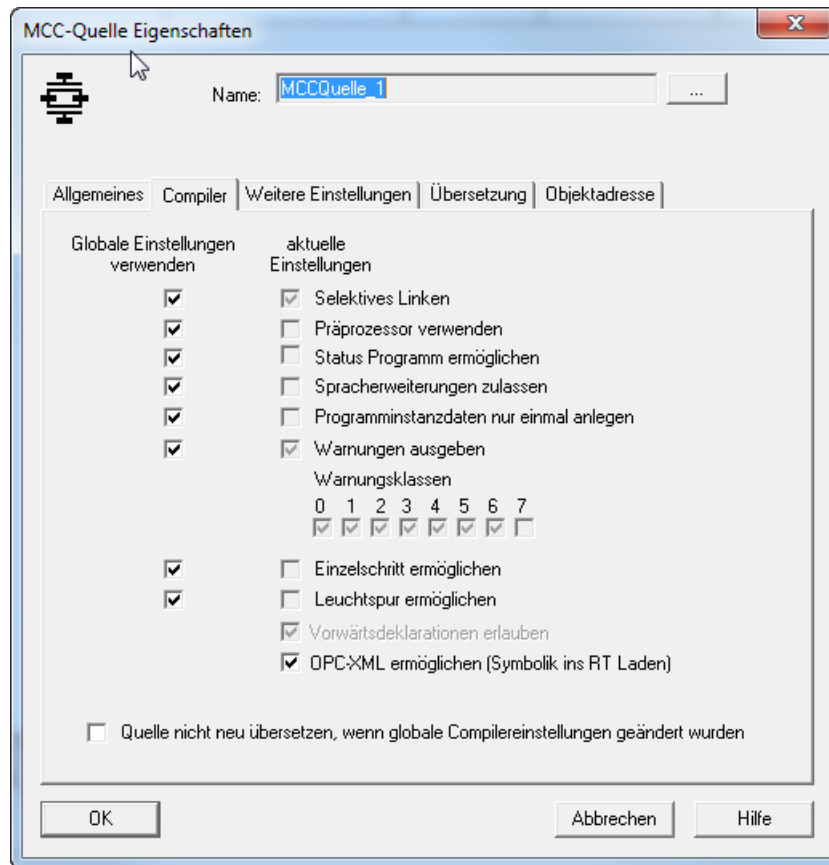 MCC-Quelle Eigenschaften
Name: MCCQuelle_1 ...
Allgemeines Compiler Weitere Einstellungen Übersetzung Objektadresse
Globale Einstellungen aktuelle
verwenden Einstellungen
Selektives Linken
Präprozessor verwenden
Status Programm ermöglichen
Spracherweiterungen zulassen
Programminstanzdaten nur einmal anlegen
Warnungen ausgeben
Warnungsklassen
0 1 2 3 4 5 6 7
Einzelschritt ermöglichen
Leuchtspur ermöglichen
Vorwärtsdeklarationen erlauben
OPC-XML ermöglichen (Symbolik ins RT Laden)
Quelle nicht neu übersetzen, wenn globale Compilereinstellungen geändert wurden
OK Abbrechen Hilfe